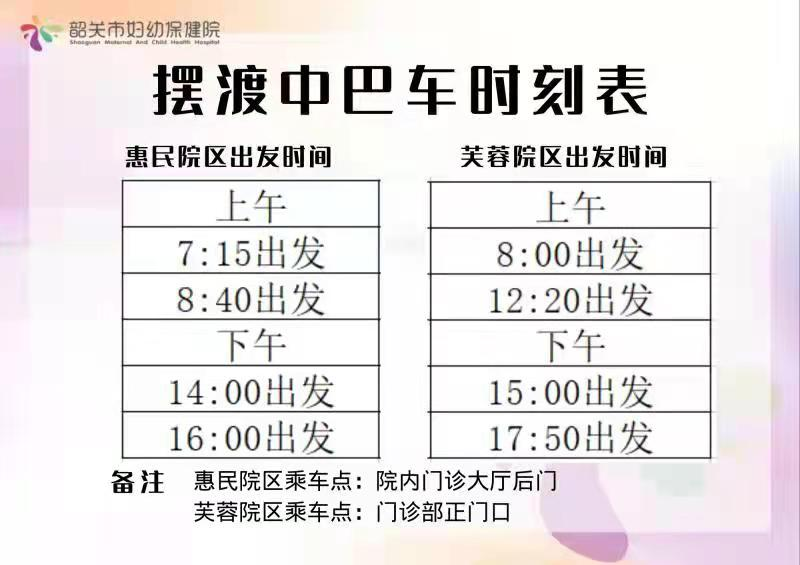 韶关市妇幼保健院
Shaoguan Maternal And Child Health Hospital
摆渡中巴车时刻表
惠民院区出发时间
上午
7:15出发
8:40出发
下午
14:00出发
16:00出发
芙蓉院区出发时间
上午
8:00出发
12:20出发
下午
15:00出发
17:50出发
备注 惠民院区乘车点：院内门诊大厅后门
芙蓉院区乘车点：门诊部正门口